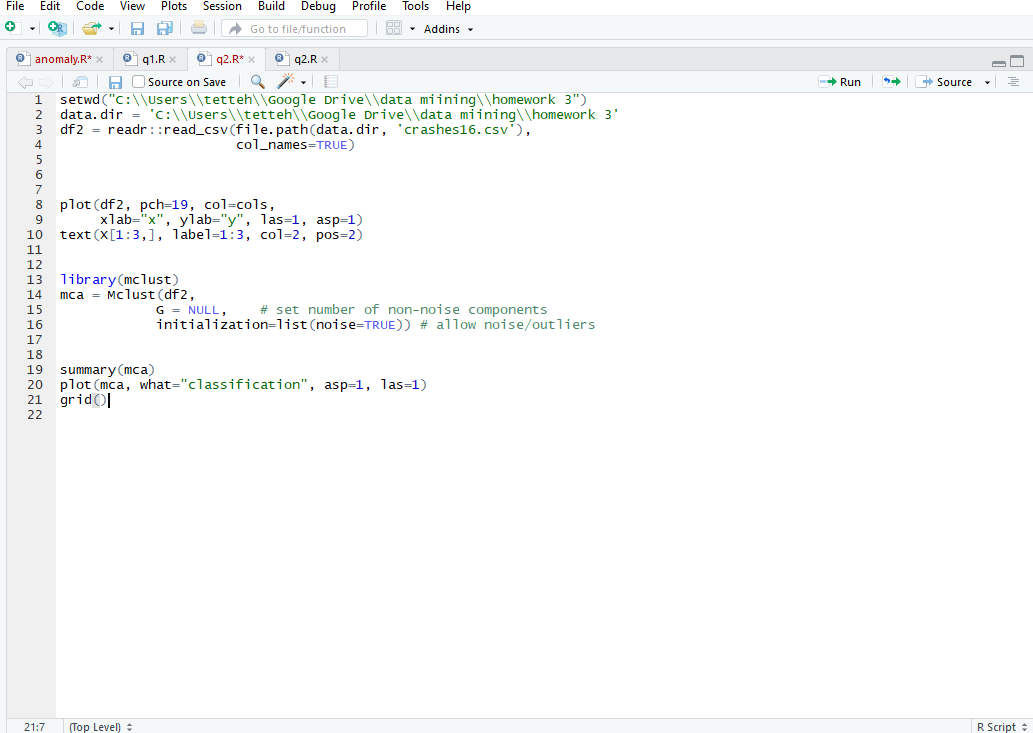 File Edit Code View Plots Session Build Debug Profile Tools Help
Go to file/function Addins
anomaly.R* q1.R q2.R* q2.R
Source on Save Run Source
1 setwd("C:\\Users\\tetteh\\Google Drive\\data miining\\homework 3")
2 data.dir = 'C:\\Users\\tetteh\\Google Drive\\data miining\\homework 3'
3 df2 = readr::read_csv(file.path(data.dir, 'crashes16.csv'),
4 col_names=TRUE)
5
6
7
8 plot(df2, pch=19, col=cols,
9 xlab="x", ylab="y", las=1, asp=1)
10 text(X[1:3,], label=1:3, col=2, pos=2)
11
12
13 library(mclust)
14 mca = Mclust(df2,
15 G = NULL, # set number of non-noise components
16 initialization=list(noise=TRUE)) # allow noise/outliers
17
18
19 summary(mca)
20 plot(mca, what="classification", asp=1, las=1)
21 grid()
22
21:7 (Top Level) R Script